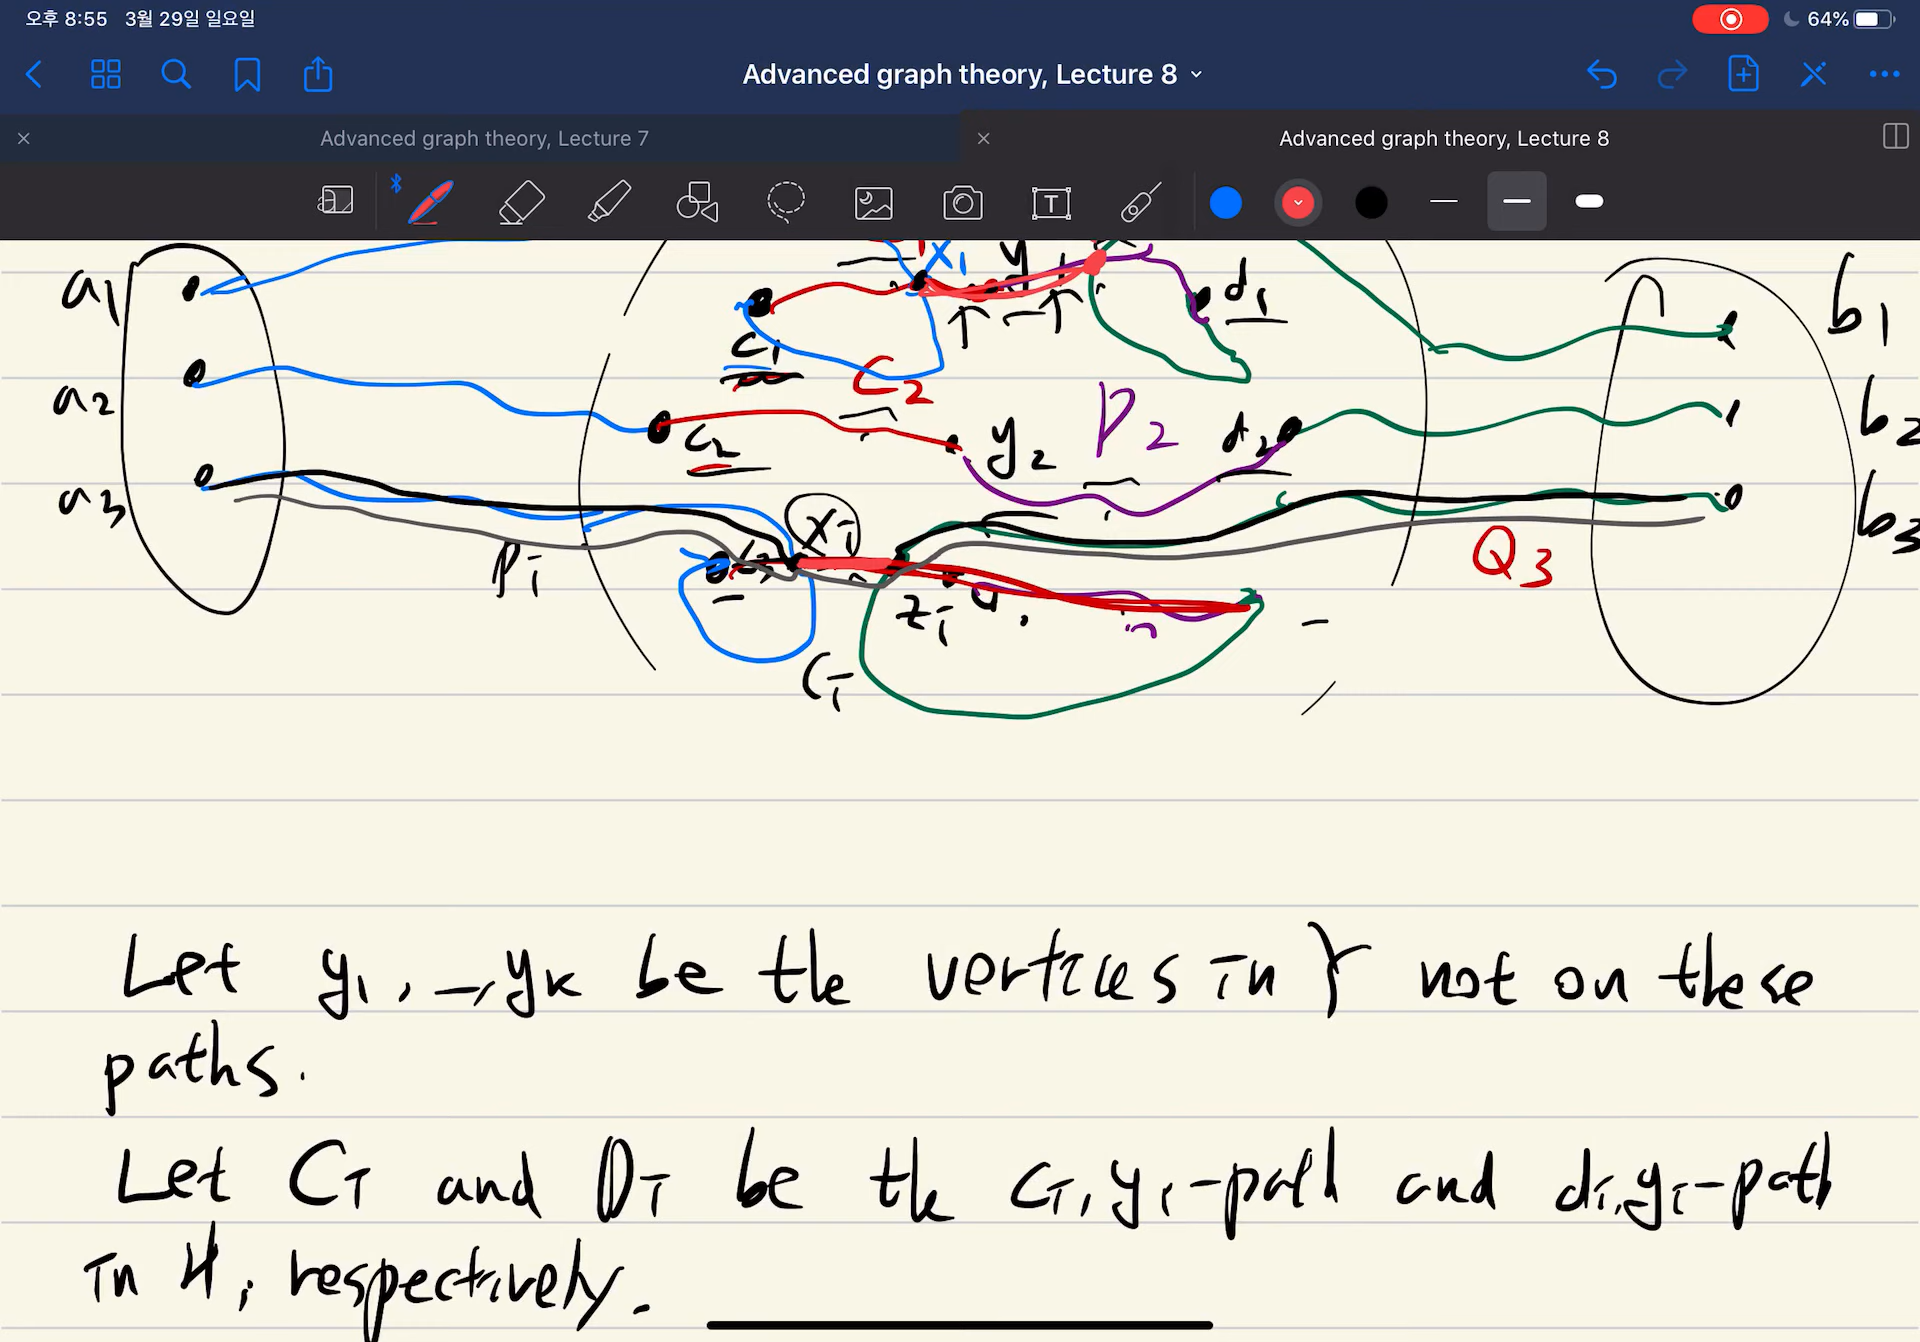 오후 8:55 3월 29일 일요일
64%
Advanced graph theory, Lecture 8
Advanced graph theory, Lecture 7
Advanced graph theory, Lecture 8
T
a1
x1
y
d1
b1
c1
C2
a2
P2
c2
y2
d2
b2
a3
xi
b3
Pi
Q3
zi
Ci
Let y1, –, yk be the vertices in Y not on these
paths.
Let Ci and Di be the ci, yi-path and di, yi-path
in H, respectively.